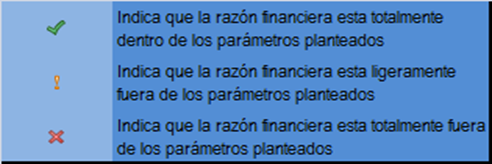 Indica que la razón financiera esta totalmente
dentro de los parámetros planteados
Indica que la razón financiera esta ligeramente
fuera de los parámetros planteados
Indica que la razón financiera esta totalmente fuera
de los parámetros planteados